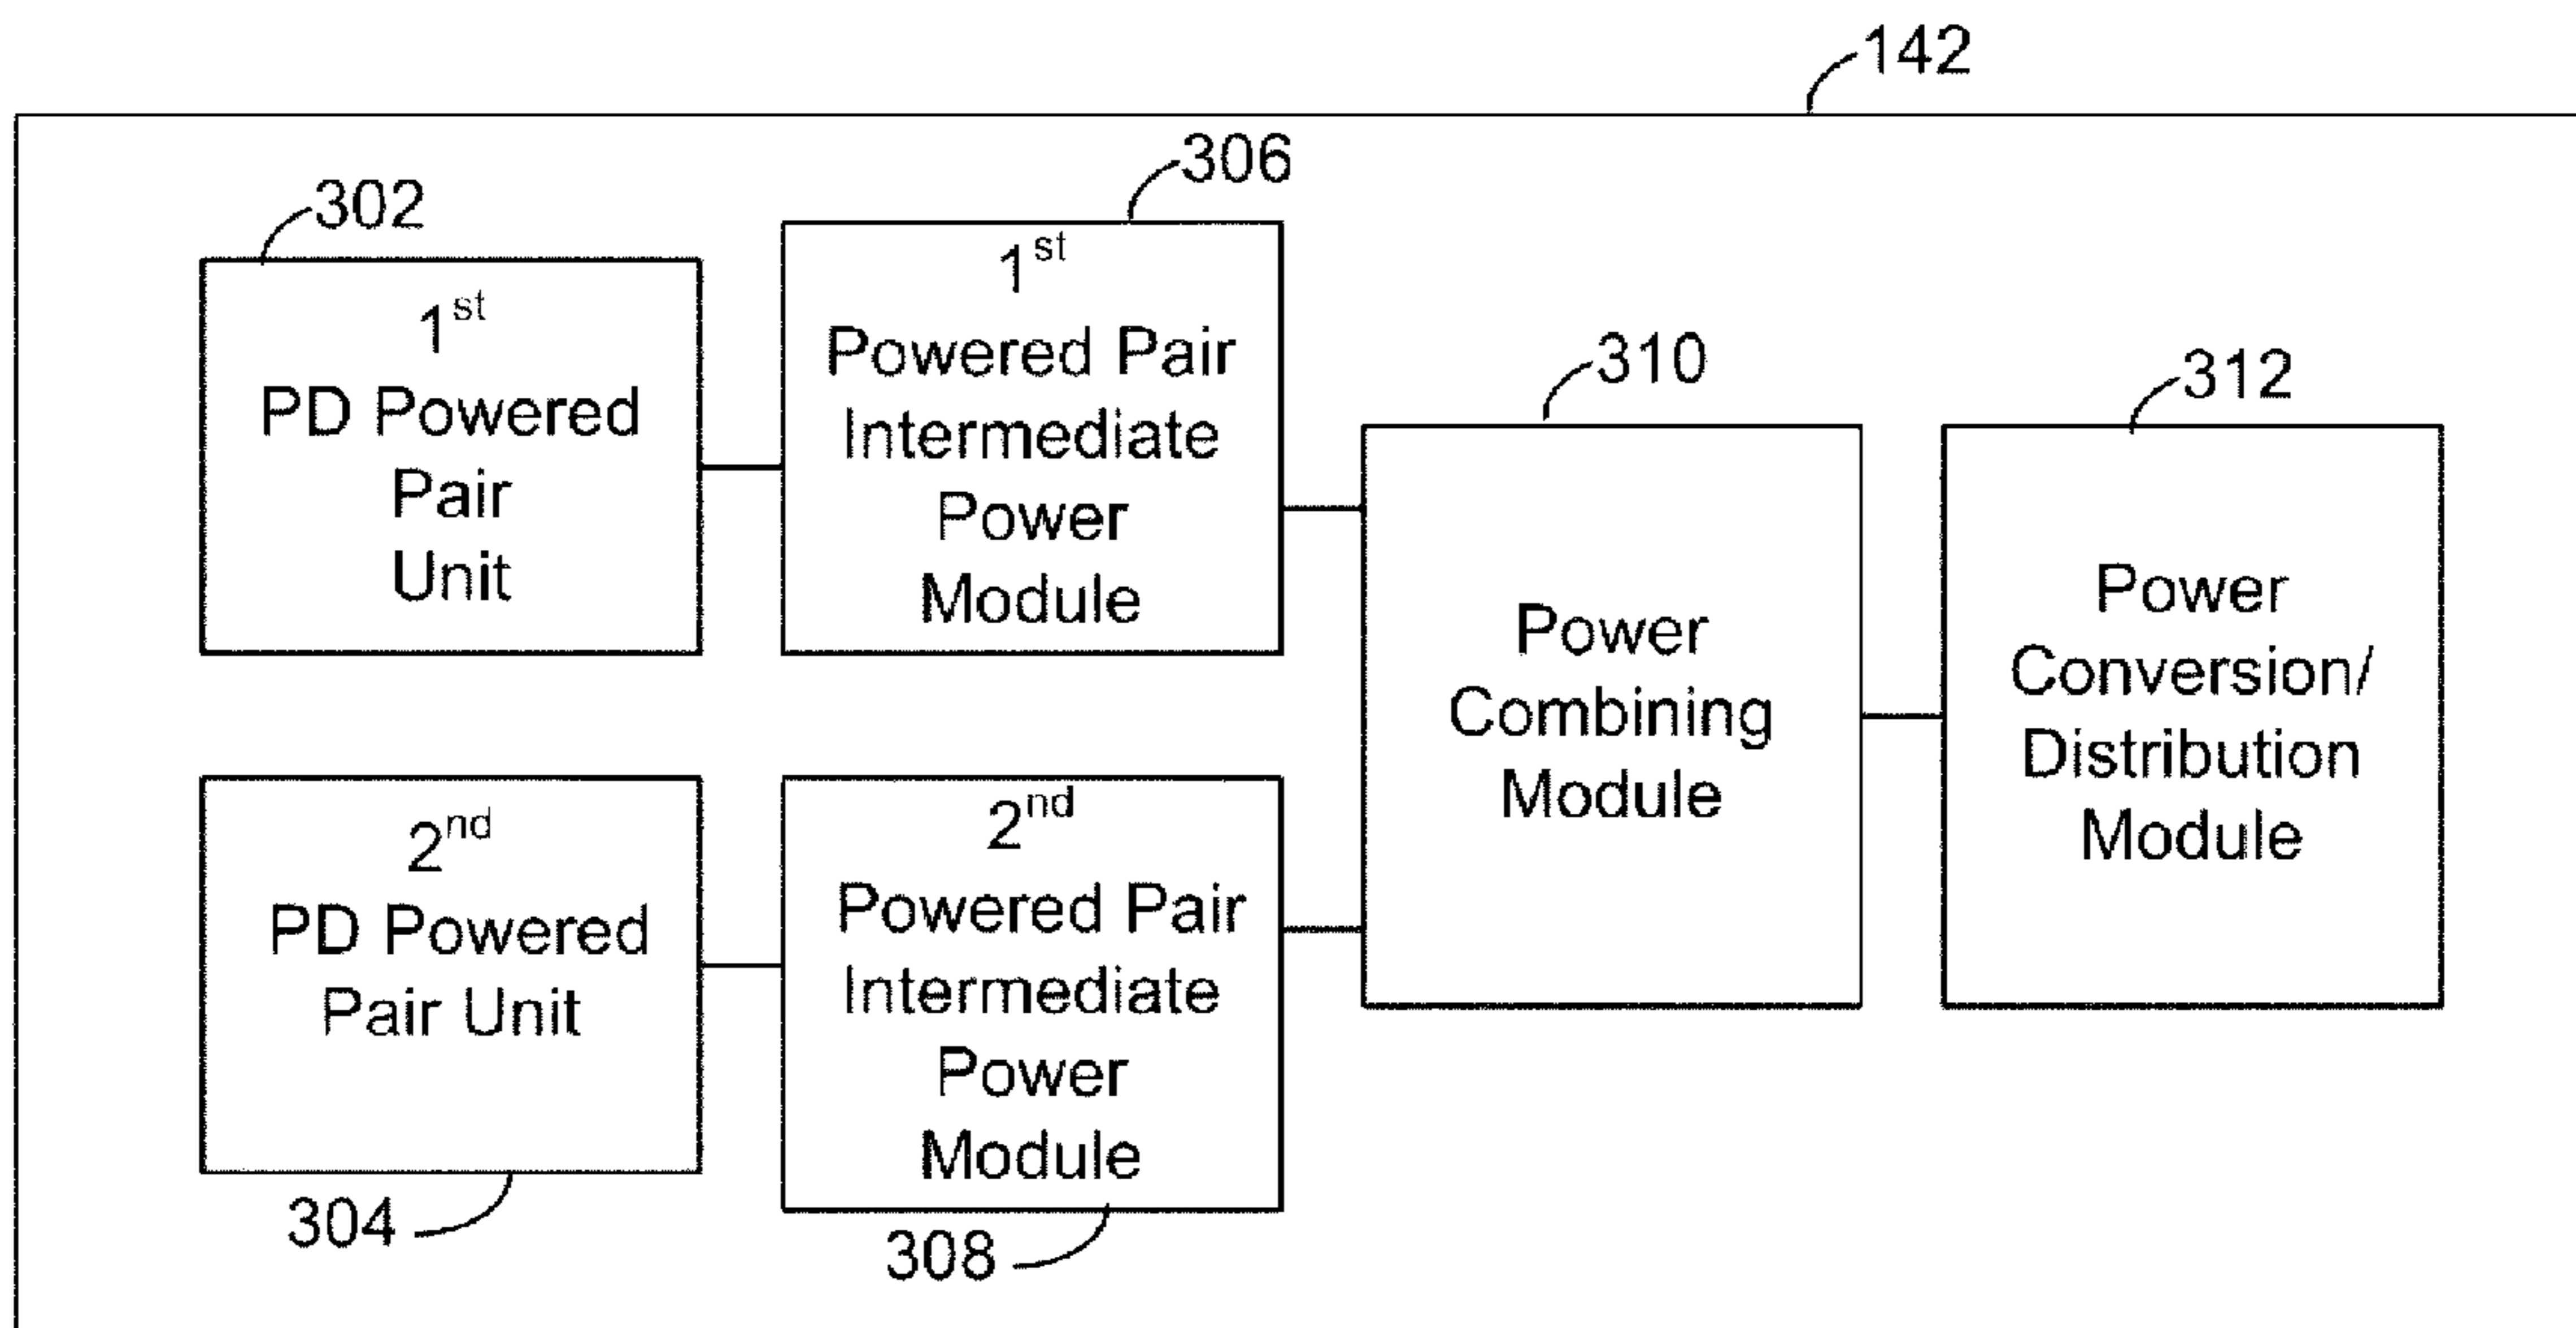 142
302
1st
PD Powered
Pair
Unit
306
1st
Powered Pair
Intermediate
Power
Module
310
Power
Combining
Module
312
Power
Conversion/
Distribution
Module
2nd
PD Powered
Pair Unit
304
2nd
Powered Pair
Intermediate
Power
Module
308